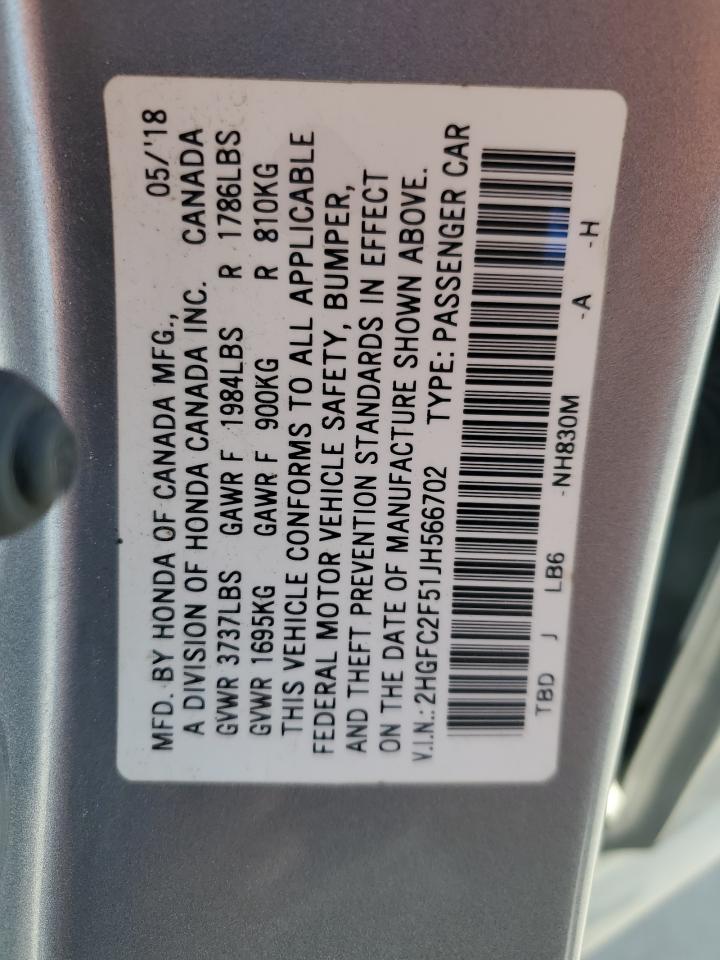 MFD. BY HONDA OF CANADA MFG., 05/'18
A DIVISION OF HONDA CANADA INC. CANADA
GVWR 3737LBS GAWR F 1984LBS R 1786LBS
GVWR 1695KG GAWR F 900KG R 810KG
THIS VEHICLE CONFORMS TO ALL APPLICABLE
FEDERAL MOTOR VEHICLE SAFETY, BUMPER,
AND THEFT PREVENTION STANDARDS IN EFFECT
ON THE DATE OF MANUFACTURE SHOWN ABOVE.
V.I.N.: 2HGFC2F51JH566702 TYPE: PASSENGER CAR
TBD J LB6 -NH830M -A -H